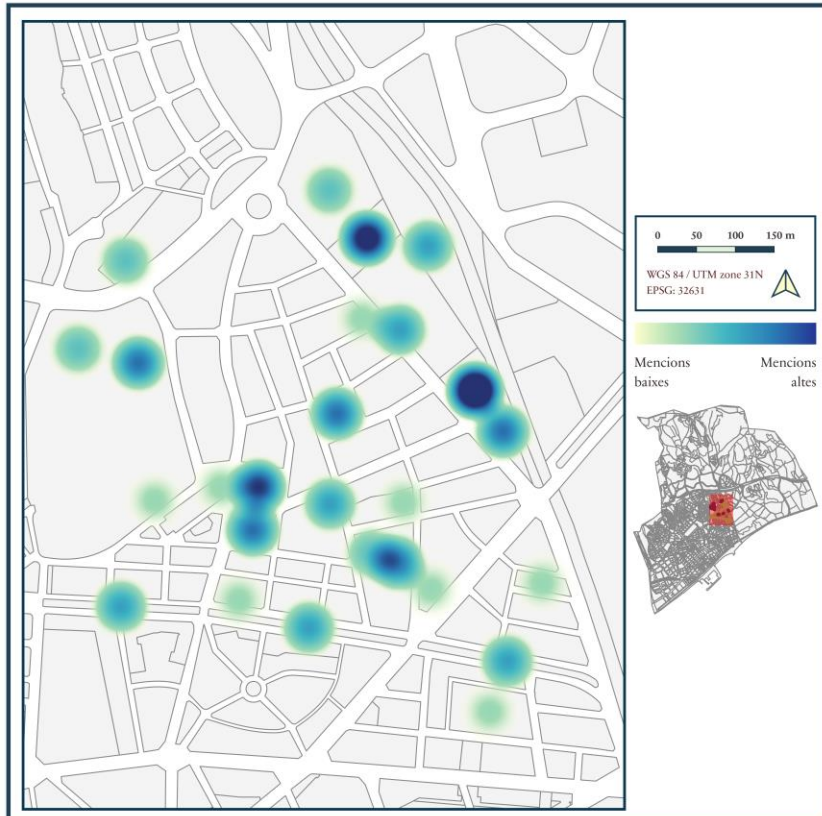 0 50 100 150 m
WGS 84 / UTM zone 31N
EPSG: 32631
Mencions baixes
Mencions altes